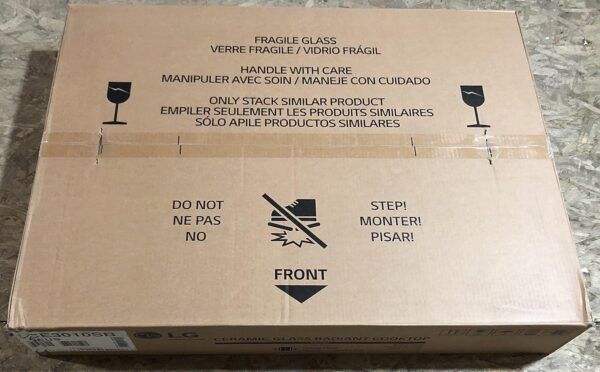 FRAGILE GLASS
VERRE FRAGILE / VIDRIO FRÁGIL
HANDLE WITH CARE
MANIPULER AVEC SOIN / MANEJE CON CUIDADO
ONLY STACK SIMILAR PRODUCT
EMPILER SEULEMENT LES PRODUITS SIMILAIRES
SÓLO APILE PRODUCTOS SIMILARES
DO NOT STEP!
NE PAS MONTER!
NO PISAR!
FRONT
LG
CERAMIC GLASS RADIANT COOKTOP